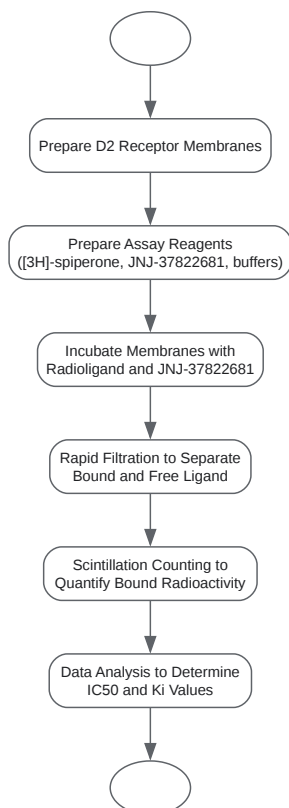 Prepare D2 Receptor Membranes
Prepare Assay Reagents
([3H]-spiperone, JNJ-37822681, buffers)
Incubate Membranes with
Radioligand and JNJ-37822681
Rapid Filtration to Separate
Bound and Free Ligand
Scintillation Counting to
Quantify Bound Radioactivity
Data Analysis to Determine
IC50 and Ki Values